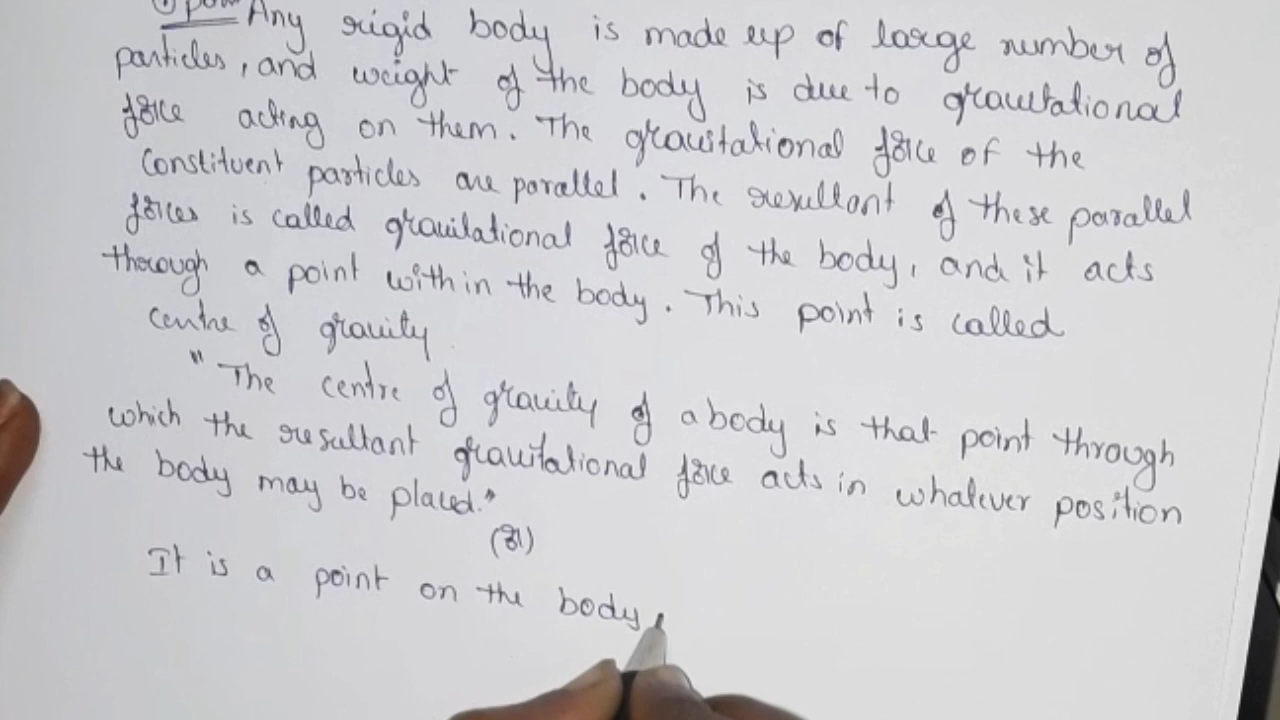 Any rigid body is made up of large number of
particles, and weight of the body is due to gravitational
force acting on them. The gravitational force of the
constituent particles are parallel. The resultant of these parallel
forces is called gravitational force of the body, and it acts
through a point within the body. This point is called
centre of gravity
"The centre of gravity of a body is that point through
which the resultant gravitational force acts in whatever position
the body may be placed."
(or)
It is a point on the body,